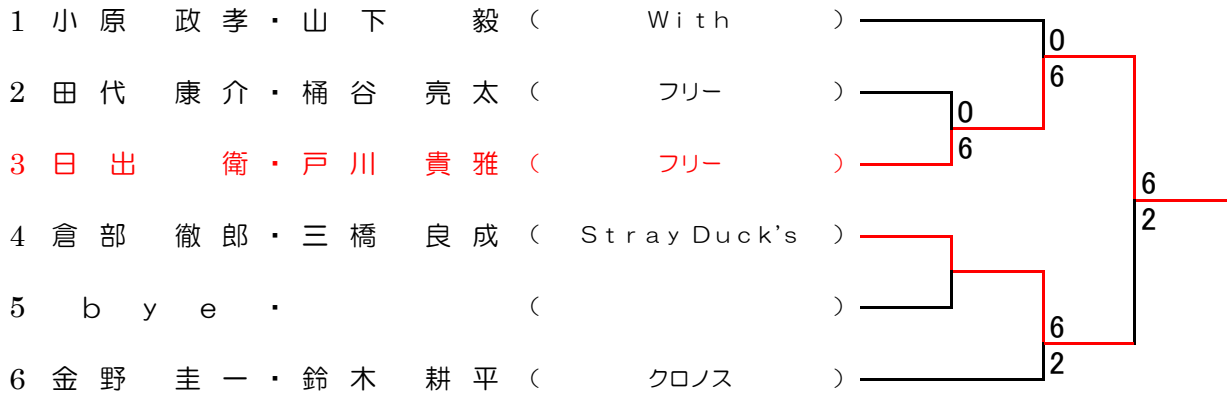 1 小原 政孝・山下 毅 ( With )
0
6
2 田代 康介・桶谷 亮太 ( フリー )
0
6
3 日出 衛・戸川 貴雅 ( フリー )
6
2
4 倉部 徹郎・三橋 良成 ( Stray Duck's )
5 bye ・ ( )
6
2
6 金野 圭一・鈴木 耕平 ( クロノス )